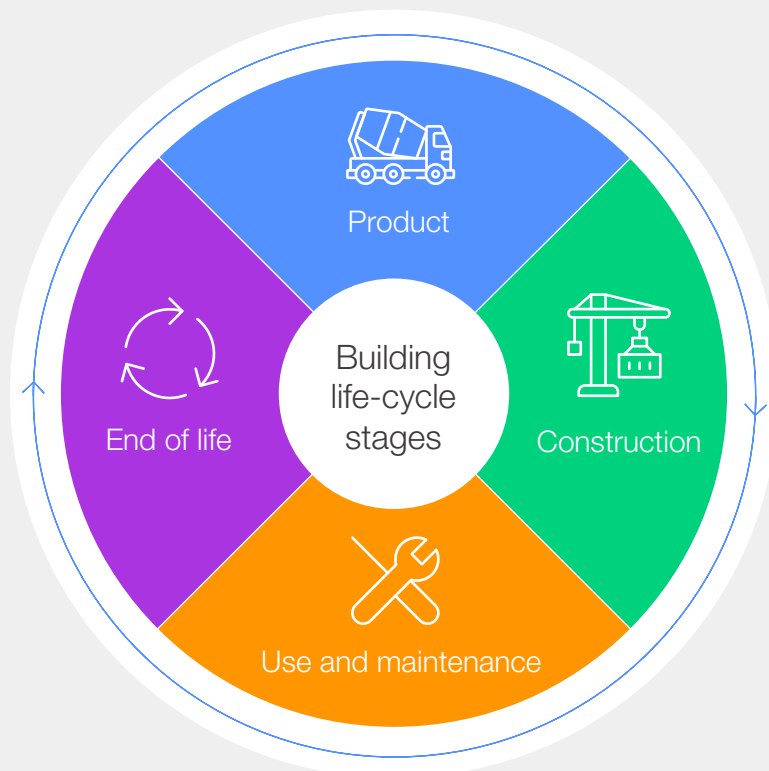 Product
Building
life-cycle
stages
End of life
Construction
Use and maintenance